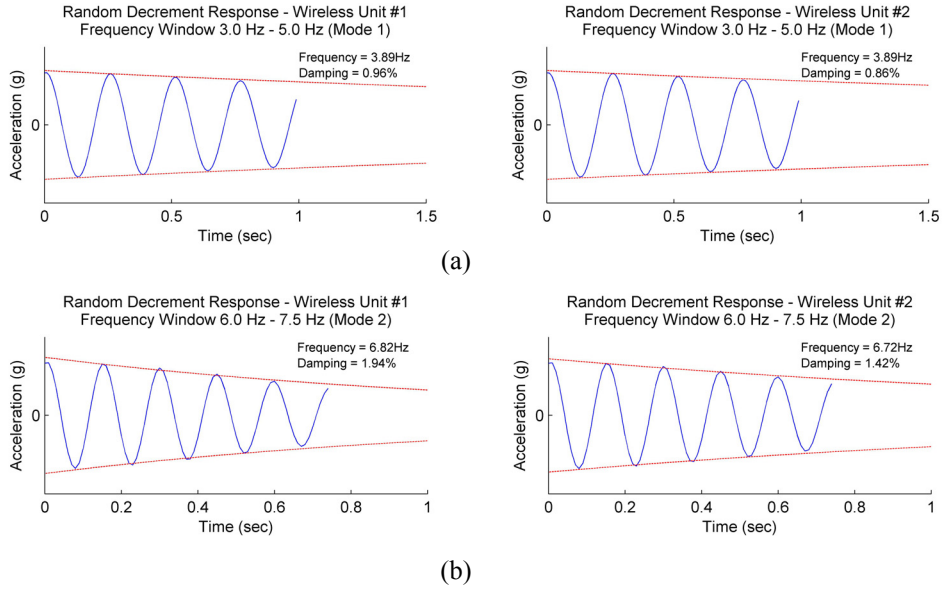 Random Decrement Response - Wireless Unit #1
Frequency Window 3.0 Hz - 5.0 Hz (Mode 1)
Frequency = 3.89Hz
Damping = 0.96%
Acceleration (g)
0
0 0.5 1 1.5
Time (sec)
Random Decrement Response - Wireless Unit #2
Frequency Window 3.0 Hz - 5.0 Hz (Mode 1)
Frequency = 3.89Hz
Damping = 0.86%
Acceleration (g)
0
0 0.5 1 1.5
Time (sec)
(a)
Random Decrement Response - Wireless Unit #1
Frequency Window 6.0 Hz - 7.5 Hz (Mode 2)
Frequency = 6.82Hz
Damping = 1.94%
Acceleration (g)
0
0 0.2 0.4 0.6 0.8 1
Time (sec)
Random Decrement Response - Wireless Unit #2
Frequency Window 6.0 Hz - 7.5 Hz (Mode 2)
Frequency = 6.72Hz
Damping = 1.42%
Acceleration (g)
0
0 0.2 0.4 0.6 0.8 1
Time (sec)
(b)